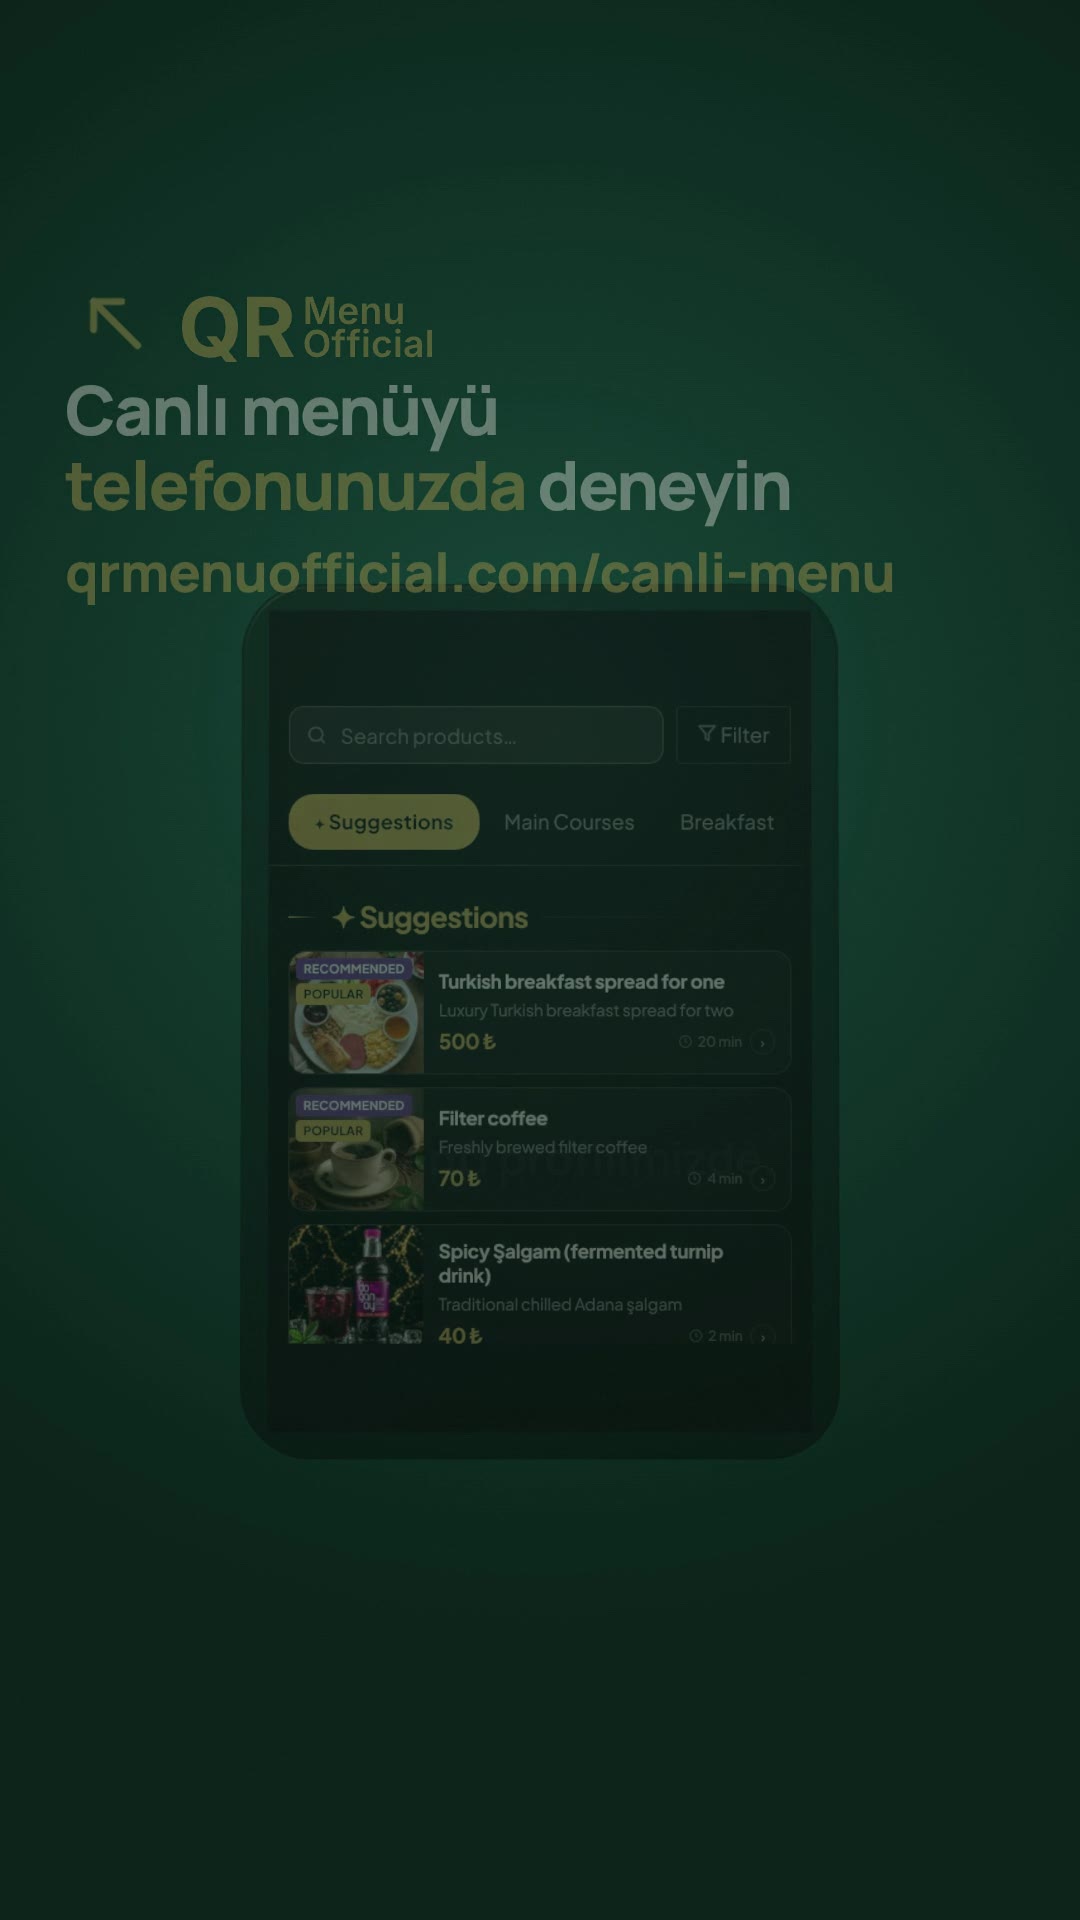 QR Menu
Official
Canlı menüyü
telefonunuzda deneyin
qrmenuofficial.com/canli-menu
Search products...
Filter
Suggestions Main Courses Breakfast
Suggestions
RECOMMENDED
POPULAR
Turkish breakfast spread for one
Luxury Turkish breakfast spread for two
500 ₺ 20 min
RECOMMENDED
POPULAR
Filter coffee
Freshly brewed filter coffee
profilimizde
70 ₺ 4 min
Spicy Şalgam (fermented turnip
drink)
Traditional chilled Adana şalgam
40 ₺ 2 min